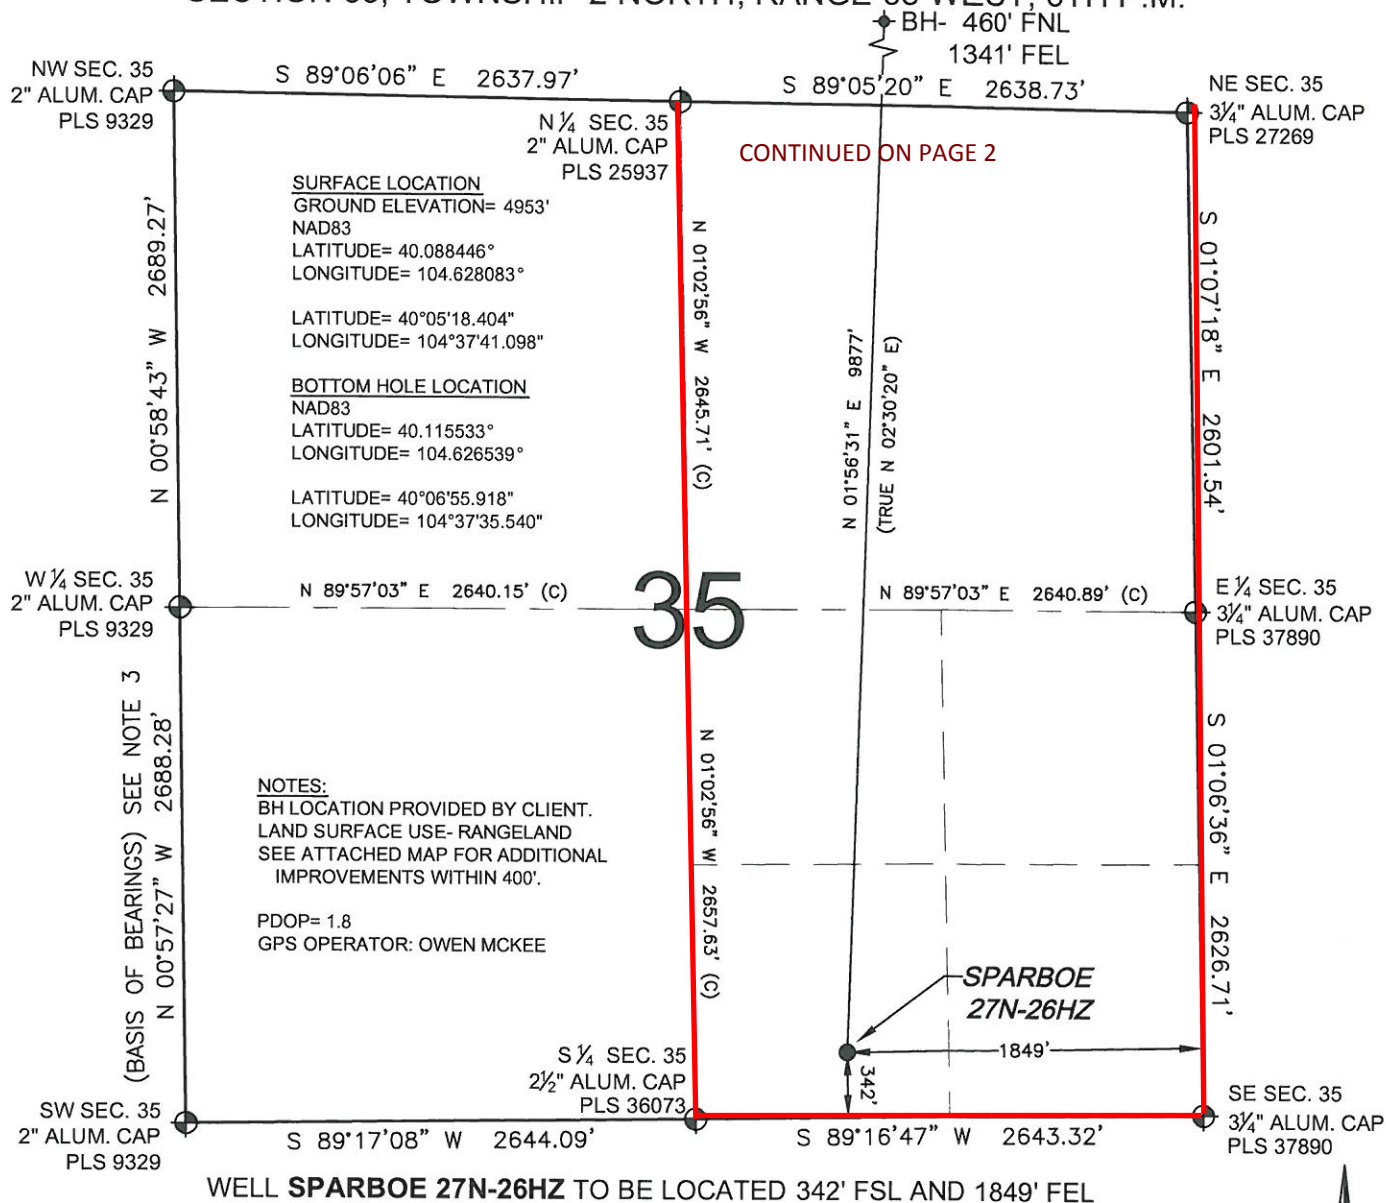 BH- 460' FNL
1341' FEL
NW SEC. 35
2" ALUM. CAP
PLS 9329
S 89°06'06" E 2637.97'
S 89°05'20" E 2638.73'
NE SEC. 35
3¼" ALUM. CAP
PLS 27269
N ¼ SEC. 35
2" ALUM. CAP
PLS 25937
CONTINUED ON PAGE 2
SURFACE LOCATION
GROUND ELEVATION= 4953'
NAD83
LATITUDE= 40.088446°
LONGITUDE= 104.628083°
LATITUDE= 40°05'18.404"
LONGITUDE= 104°37'41.098"
BOTTOM HOLE LOCATION
NAD83
LATITUDE= 40.115533°
LONGITUDE= 104.626539°
LATITUDE= 40°06'55.918"
LONGITUDE= 104°37'35.540"
N 00°58'43" W 2689.27'
N 01°02'56" W 2645.71' (C)
N 01°56'31" E 9877'
(TRUE N 02°30'20" E)
S 01°07'18" E 2601.54'
W ¼ SEC. 35
2" ALUM. CAP
PLS 9329
N 89°57'03" E 2640.15' (C)
35
N 89°57'03" E 2640.89' (C)
E ¼ SEC. 35
3¼" ALUM. CAP
PLS 37890
(BASIS OF BEARINGS) SEE NOTE 3
N 00°57'27" W 2688.28'
NOTES:
BH LOCATION PROVIDED BY CLIENT.
LAND SURFACE USE- RANGELAND
SEE ATTACHED MAP FOR ADDITIONAL
IMPROVEMENTS WITHIN 400'.
PDOP= 1.8
GPS OPERATOR: OWEN MCKEE
N 01°02'56" W 2657.63' (C)
S 01°06'36" E 2626.71'
SPARBOE
27N-26HZ
1849'
342'
S ¼ SEC. 35
2½" ALUM. CAP
PLS 36073
SW SEC. 35
2" ALUM. CAP
PLS 9329
S 89°17'08" W 2644.09'
S 89°16'47" W 2643.32'
SE SEC. 35
3¼" ALUM. CAP
PLS 37890
WELL SPARBOE 27N-26HZ TO BE LOCATED 342' FSL AND 1849' FEL